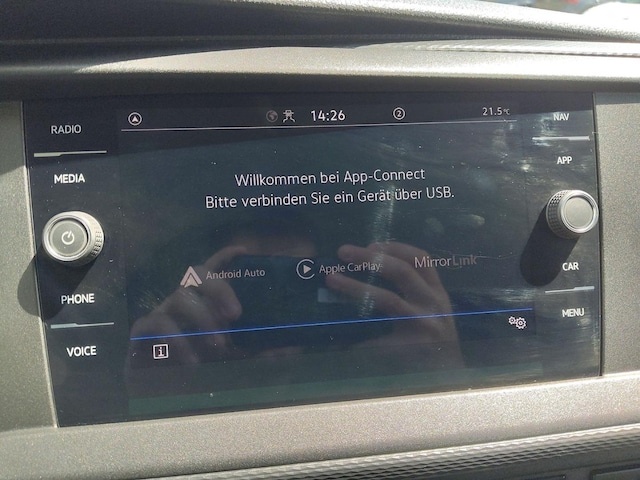 RADIO
MEDIA
PHONE
VOICE
14:26
2
21.5°C
Willkommen bei App-Connect
Bitte verbinden Sie ein Gerät über USB.
Android Auto
Apple CarPlay
MirrorLink
i
NAV
APP
CAR
MENU